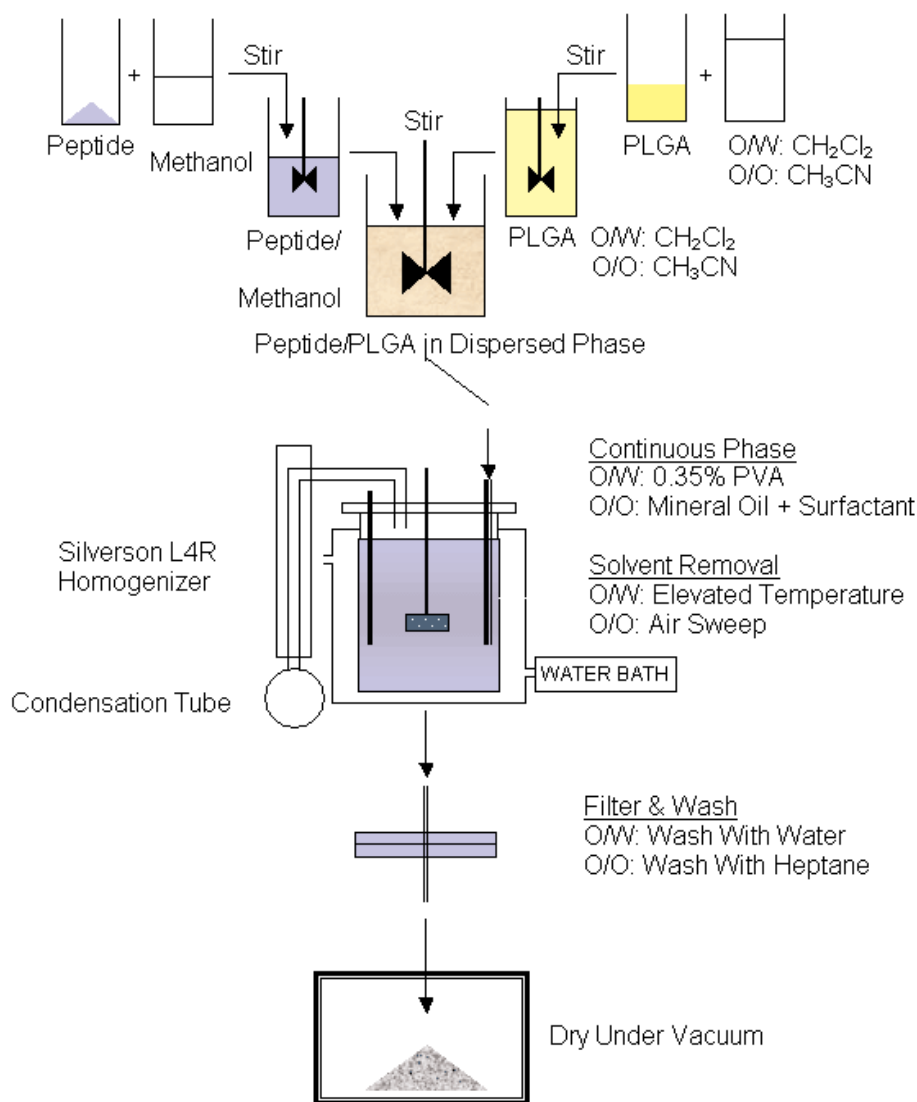 Stir
Stir
+
+
Stir
Peptide
Methanol
PLGA
O/W: CH₂Cl₂
O/O: CH₃CN
Peptide/
Methanol
PLGA
O/W: CH₂Cl₂
O/O: CH₃CN
Peptide/PLGA in Dispersed Phase
Continuous Phase
O/W: 0.35% PVA
O/O: Mineral Oil + Surfactant
Silverson L4R
Homogenizer
Solvent Removal
O/W: Elevated Temperature
O/O: Air Sweep
WATER BATH
Condensation Tube
Filter & Wash
O/W: Wash With Water
O/O: Wash With Heptane
Dry Under Vacuum